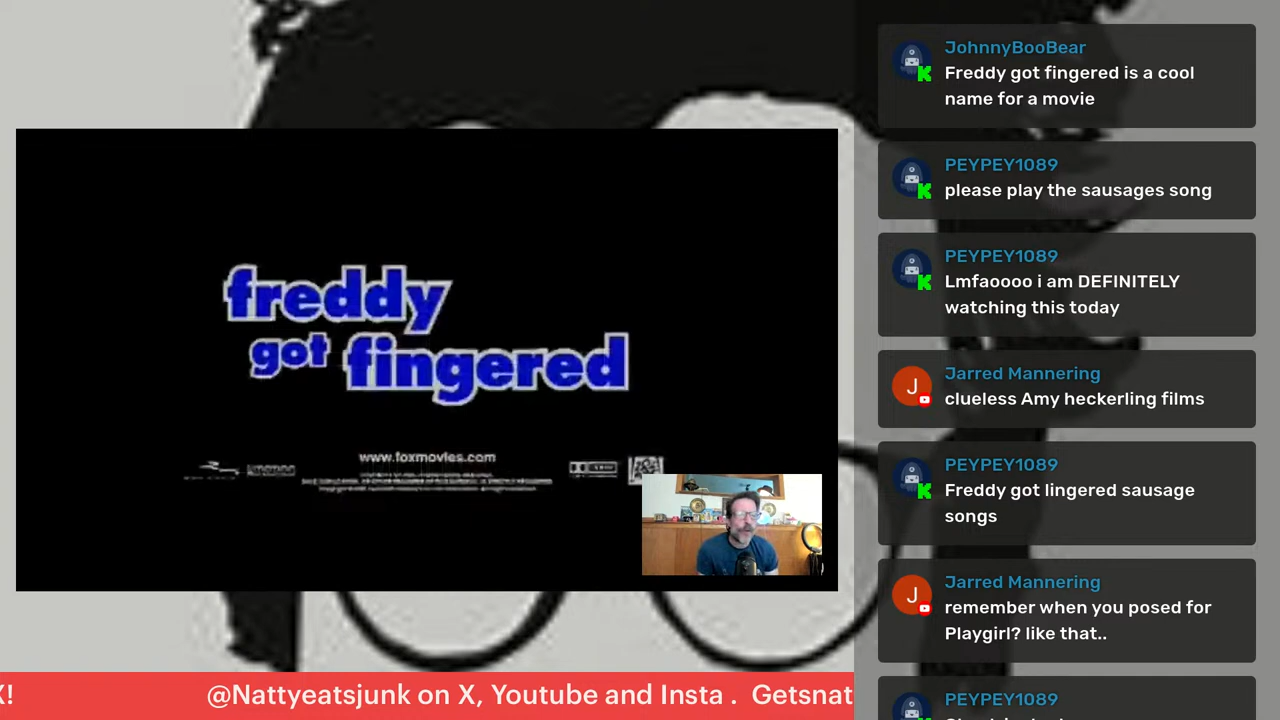 JohnnyBooBear
Freddy got fingered is a cool
name for a movie
PEYPEY1089
please play the sausages song
PEYPEY1089
Lmfaoooo i am DEFINITELY
watching this today
Jarred Mannering
clueless Amy heckerling films
PEYPEY1089
Freddy got lingered sausage
songs
Jarred Mannering
remember when you posed for
Playgirl? like that..
PEYPEY1089
freddy
got fingered
www.foxmovies.com
X!
@Nattyeatsjunk on X, Youtube and Insta . Getsnat